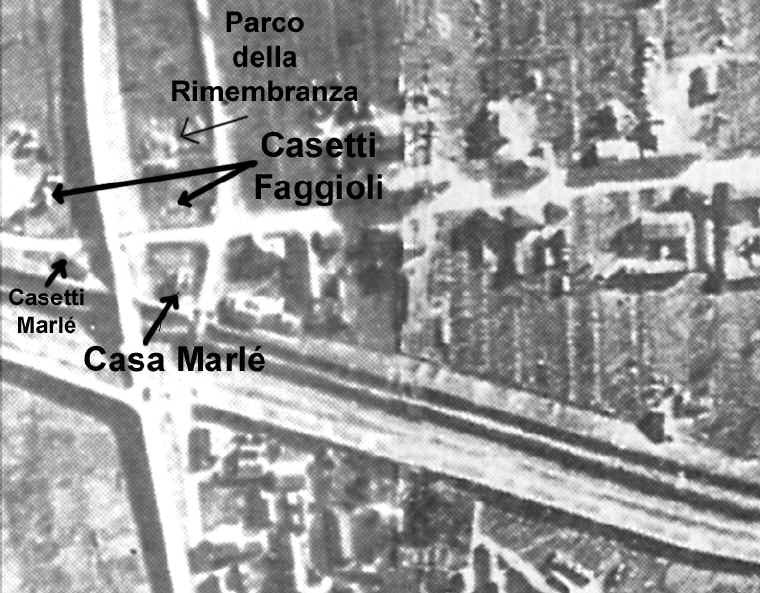 Parco
della
Rimembranza
Casetti
Faggioli
Casetti
Marlé
Casa Marlé